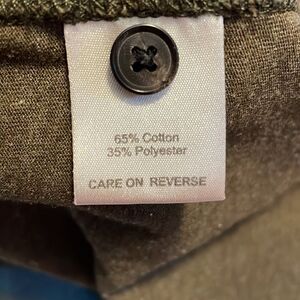 65% Cotton
35% Polyester
CARE ON REVERSE